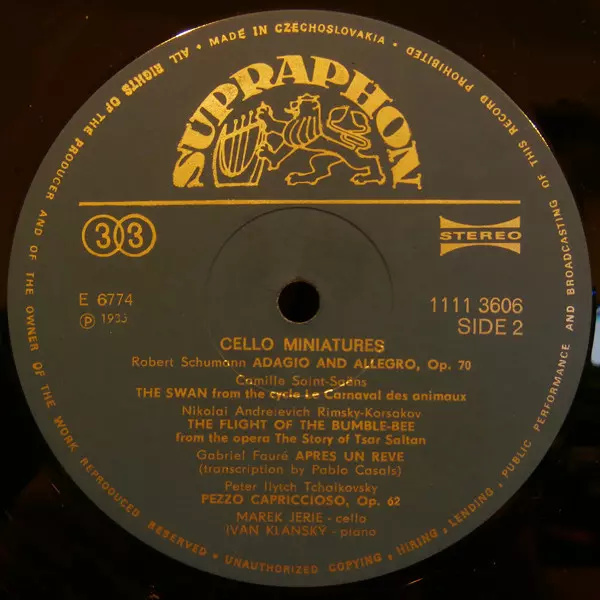 • MADE IN CZECHOSLOVAKIA • ALL RIGHTS OF THE PRODUCER AND OF THE OWNER OF THE WORK REPRODUCED RESERVED • UNAUTHORIZED COPYING, HIRING, LENDING, PUBLIC PERFORMANCE AND BROADCASTING OF THIS RECORD PROHIBITED
SUPRAPHON
33
STEREO
E 6774
1111 3606
℗ 1985
SIDE 2
CELLO MINIATURES
Robert Schumann ADAGIO AND ALLEGRO, Op. 70
Camille Saint-Saëns
THE SWAN from the cycle Le Carnaval des animaux
Nikolai Andreievich Rimsky-Korsakov
THE FLIGHT OF THE BUMBLE-BEE
from the opera The Story of Tsar Saltan
Gabriel Fauré APRES UN REVE
(transcription by Pablo Casals)
Peter Ilytch Tchaikovsky
PEZZO CAPRICCIOSO, Op. 62
MAREK JERIE - cello
IVAN KLÁNSKÝ - piano